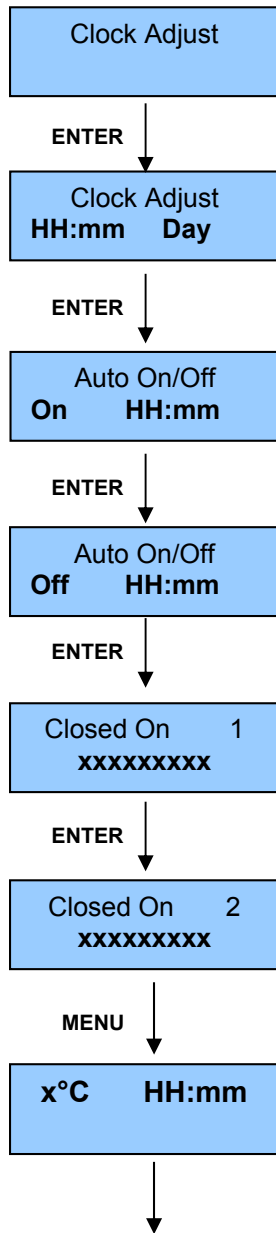 Clock Adjust
ENTER
Clock Adjust
HH:mm Day
ENTER
Auto On/Off
On HH:mm
ENTER
Auto On/Off
Off HH:mm
ENTER
Closed On 1
xxxxxxxxx
ENTER
Closed On 2
xxxxxxxxx
MENU
x°C HH:mm